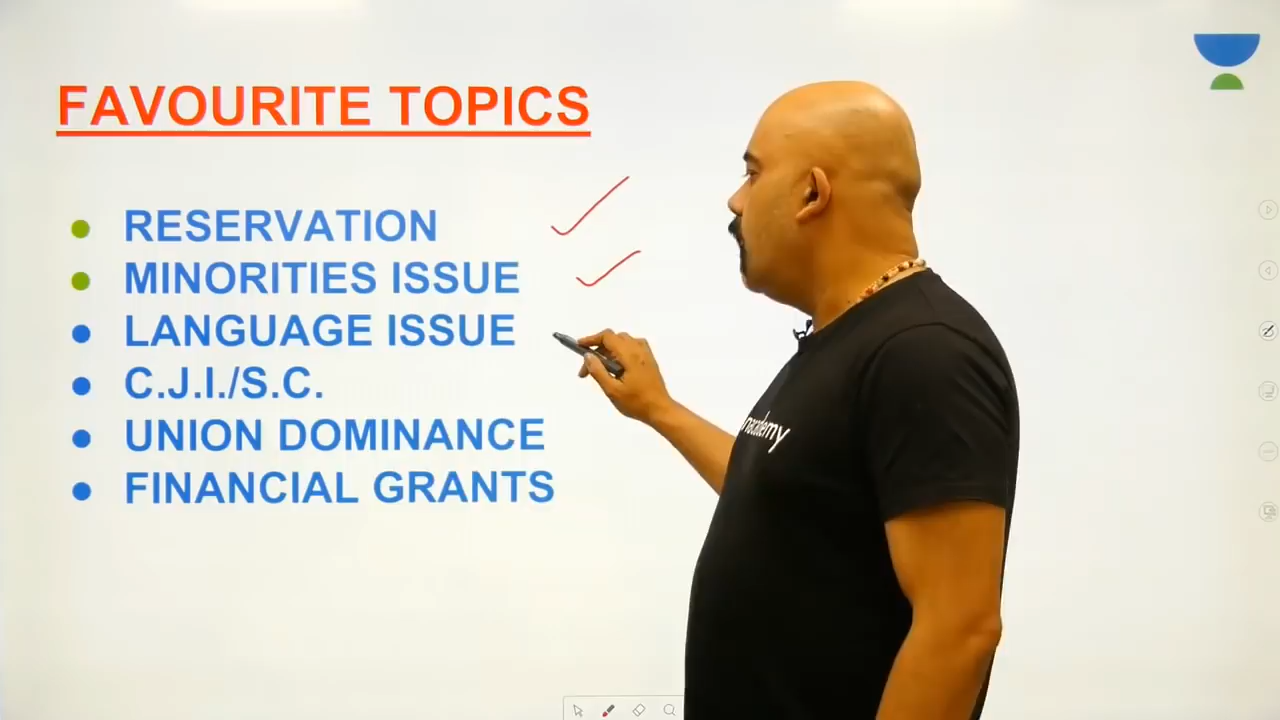 FAVOURITE TOPICS
RESERVATION
MINORITIES ISSUE
LANGUAGE ISSUE
C.J.I./S.C.
UNION DOMINANCE
FINANCIAL GRANTS